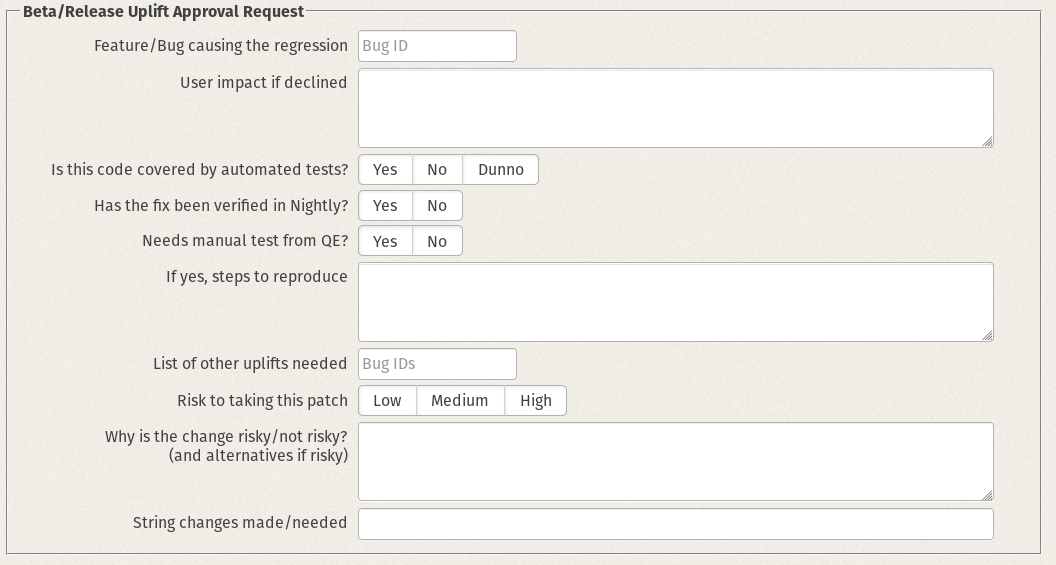 Beta/Release Uplift Approval Request
Feature/Bug causing the regression Bug ID
User impact if declined
Is this code covered by automated tests? Yes No Dunno
Has the fix been verified in Nightly? Yes No
Needs manual test from QE? Yes No
If yes, steps to reproduce
List of other uplifts needed Bug IDs
Risk to taking this patch Low Medium High
Why is the change risky/not risky?
(and alternatives if risky)
String changes made/needed